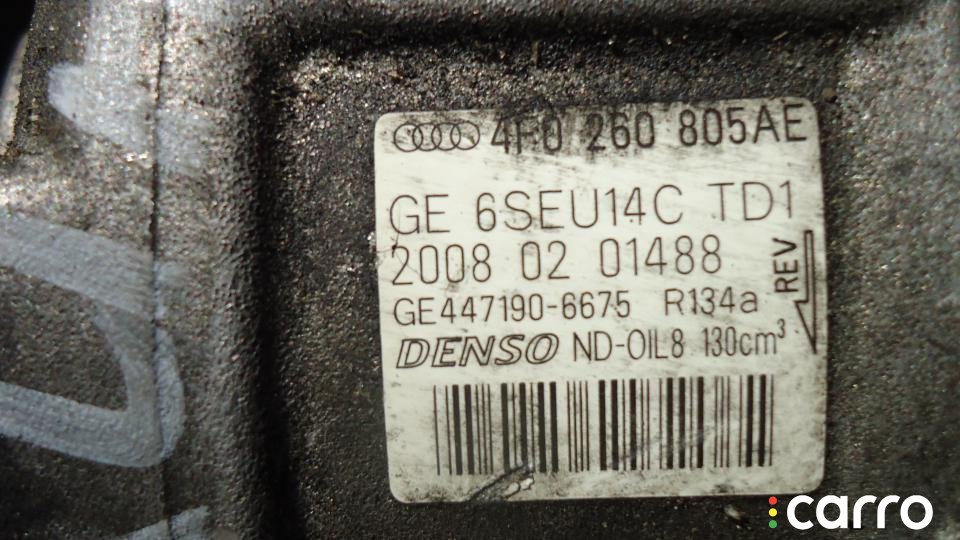 4F0 260 805AE
GE 6SEU14C TD1
2008 02 01488
GE447190-6675 R134a
REV
DENSO ND-OIL8 130cm³
carro